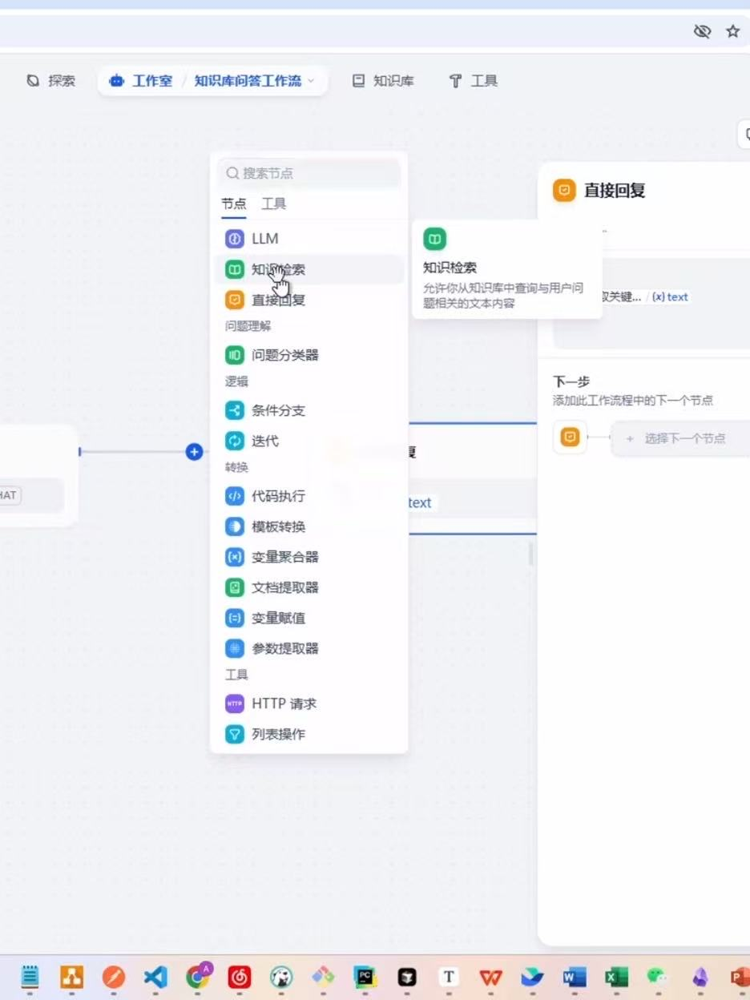 探索
工作室 / 知识库问答工作流
知识库
工具
搜索节点
节点 工具
LLM
知识检索
直接回复
问题理解
问题分类器
逻辑
条件分支
迭代
转换
代码执行
模板转换
变量聚合器
文档提取器
变量赋值
参数提取器
工具
HTTP 请求
列表操作
知识检索
允许你从知识库中查询与用户问
题相关的文本内容
直接回复
关键... / (x) text
下一步
添加此工作流程中的下一个节点
+ 选择下一个节点
HAT
复
text